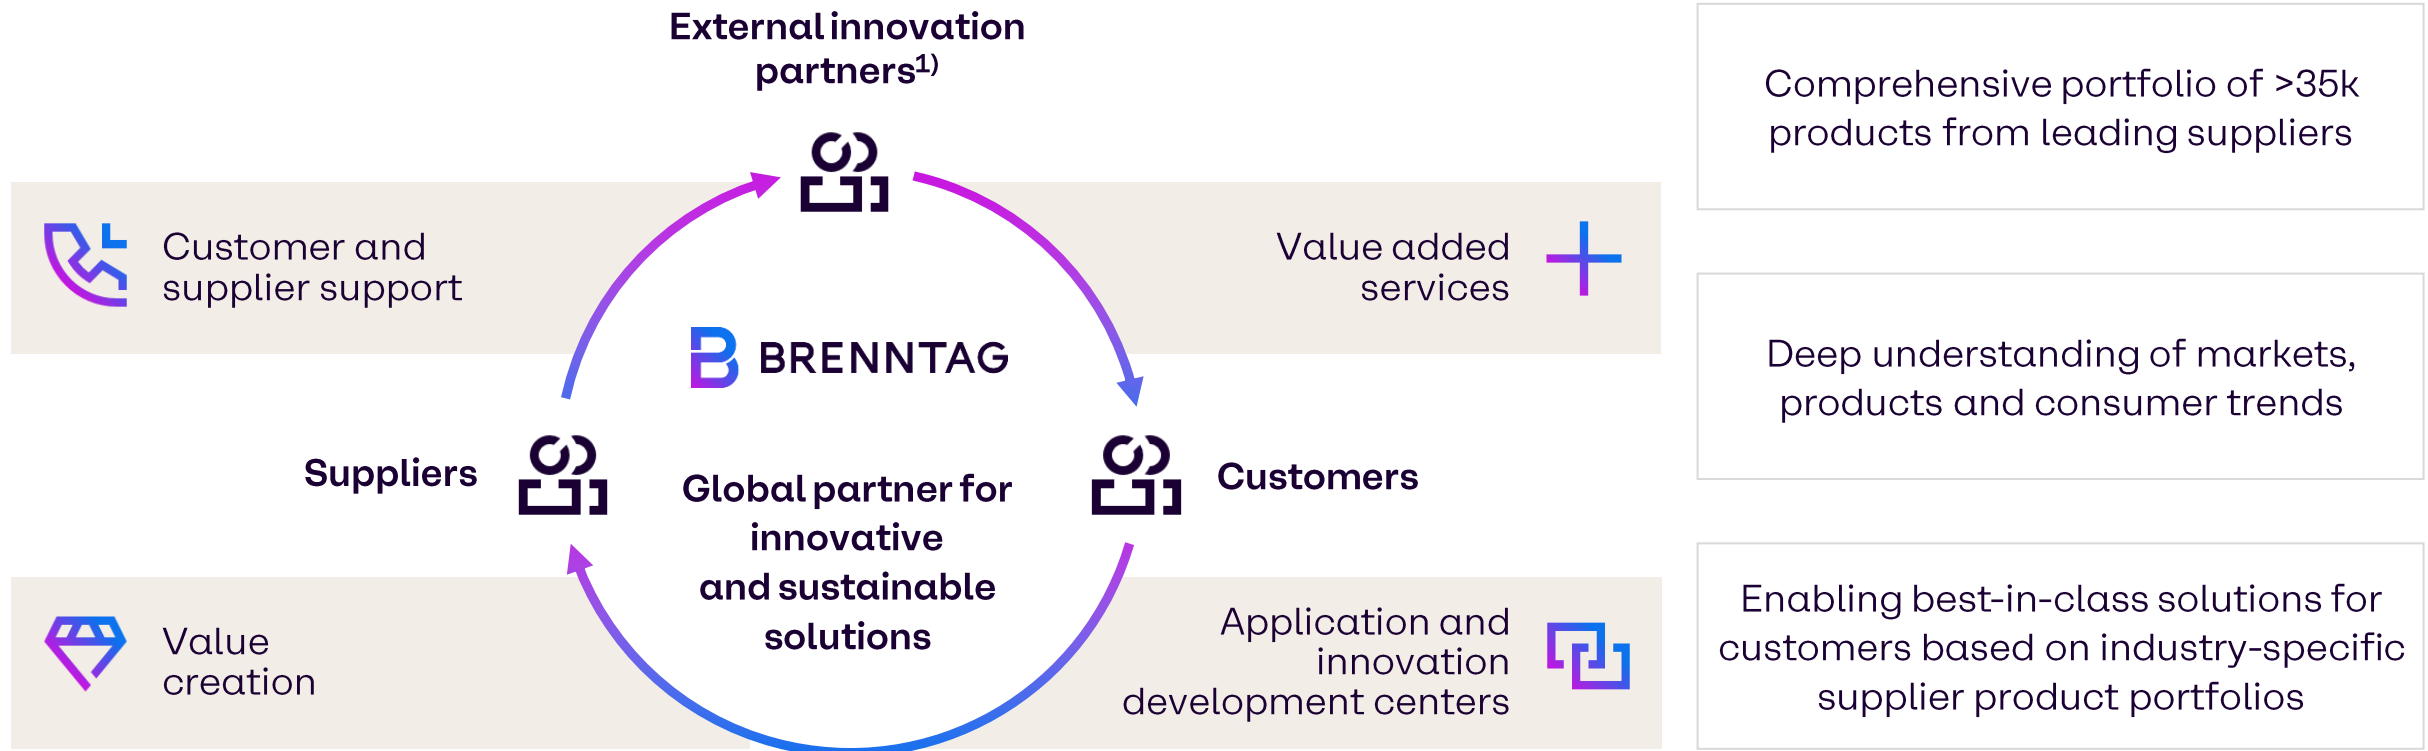 External innovation
partners¹⁾
Customer and
supplier support
Value added
services
BRENNTAG
Suppliers
Customers
Global partner for
innovative
and sustainable
solutions
Value
creation
Application and
innovation
development centers
Comprehensive portfolio of >35k
products from leading suppliers
Deep understanding of markets,
products and consumer trends
Enabling best-in-class solutions for
customers based on industry-specific
supplier product portfolios